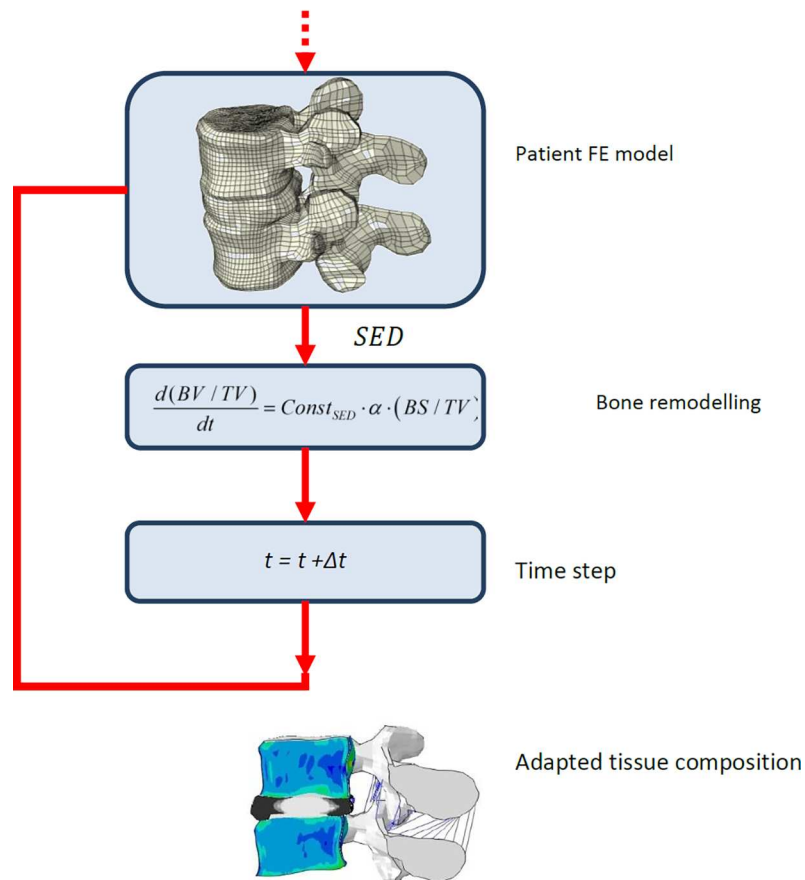 Patient FE model
SED
d(BV / TV)
dt
= Const_SED · α · (BS / TV)
Bone remodelling
t = t +Δt
Time step
Adapted tissue composition